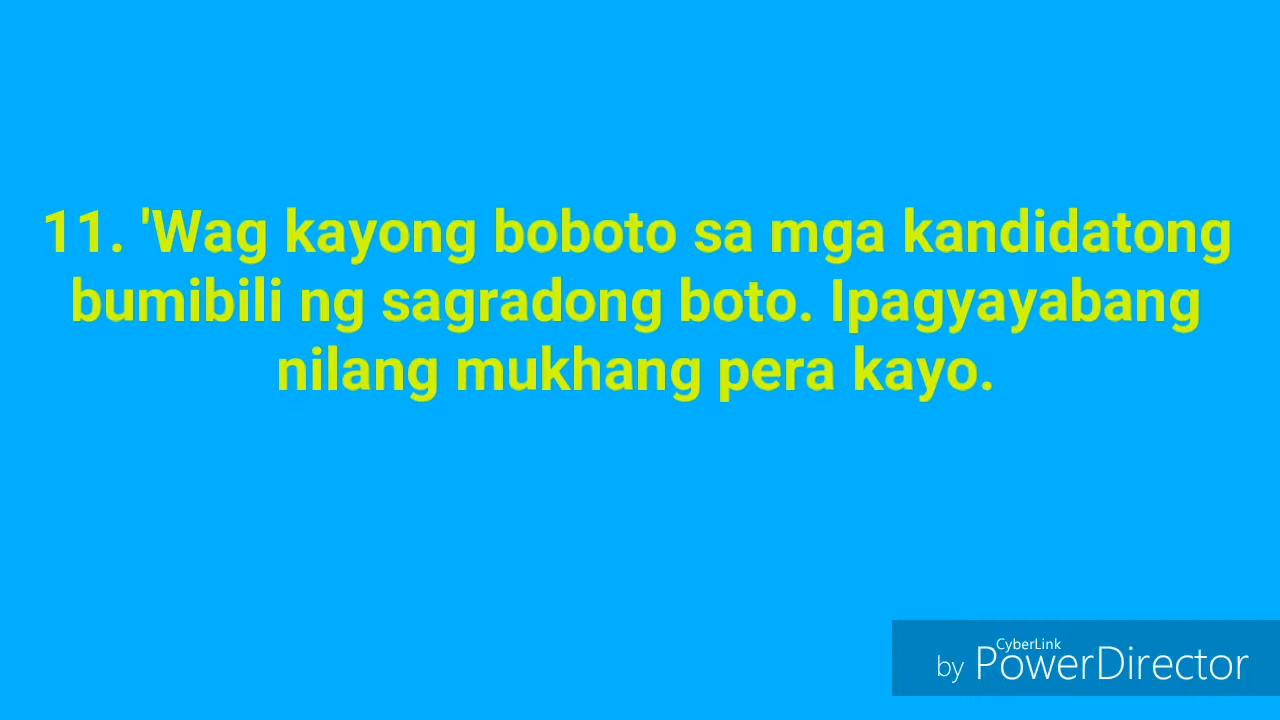 11. 'Wag kayong boboto sa mga kandidatong
bumibili ng sagradong boto. Ipagyayabang
nilang mukhang pera kayo.
CyberLink
by PowerDirector